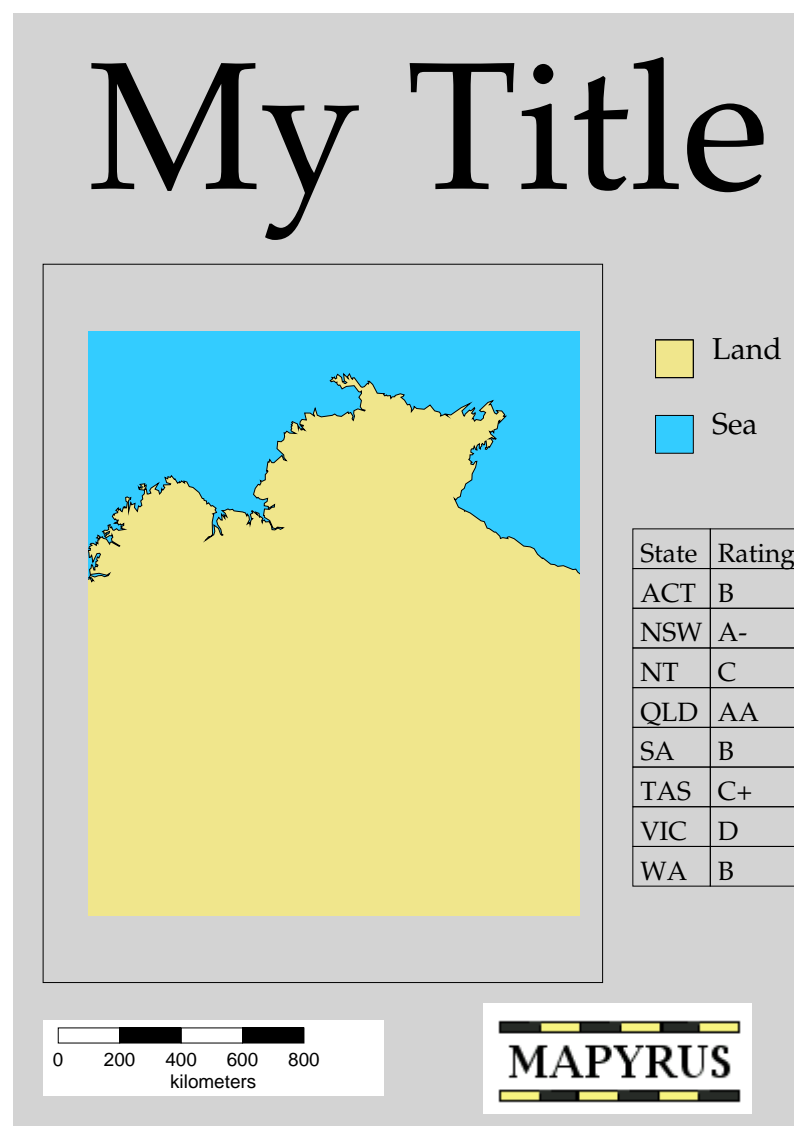 My Title
Land
Sea
State Rating
ACT B
NSW A-
NT C
QLD AA
SA B
TAS C+
VIC D
WA B
0 200 400 600 800
kilometers
MAPYRUS